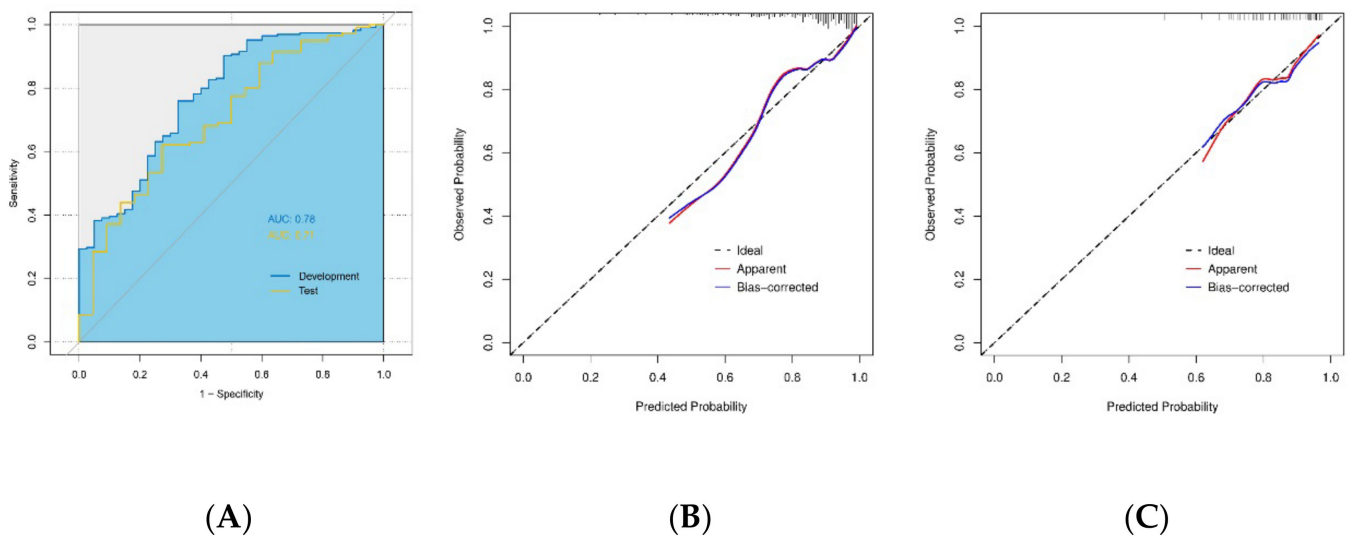 1.0
0.8
0.6
0.4
0.2
0.0
Sensitivity
AUC: 0.78
Development
Test
0.0 0.2 0.4 0.6 0.8 1.0
1 − Specificity
(A)
1.0
0.8
0.6
0.4
0.2
0.0
Observed Probability
Ideal
Apparent
Bias−corrected
0.0 0.2 0.4 0.6 0.8 1.0
Predicted Probability
(B)
1.0
0.8
0.6
0.4
0.2
0.0
Observed Probability
Ideal
Apparent
Bias−corrected
0.0 0.2 0.4 0.6 0.8 1.0
Predicted Probability
(C)